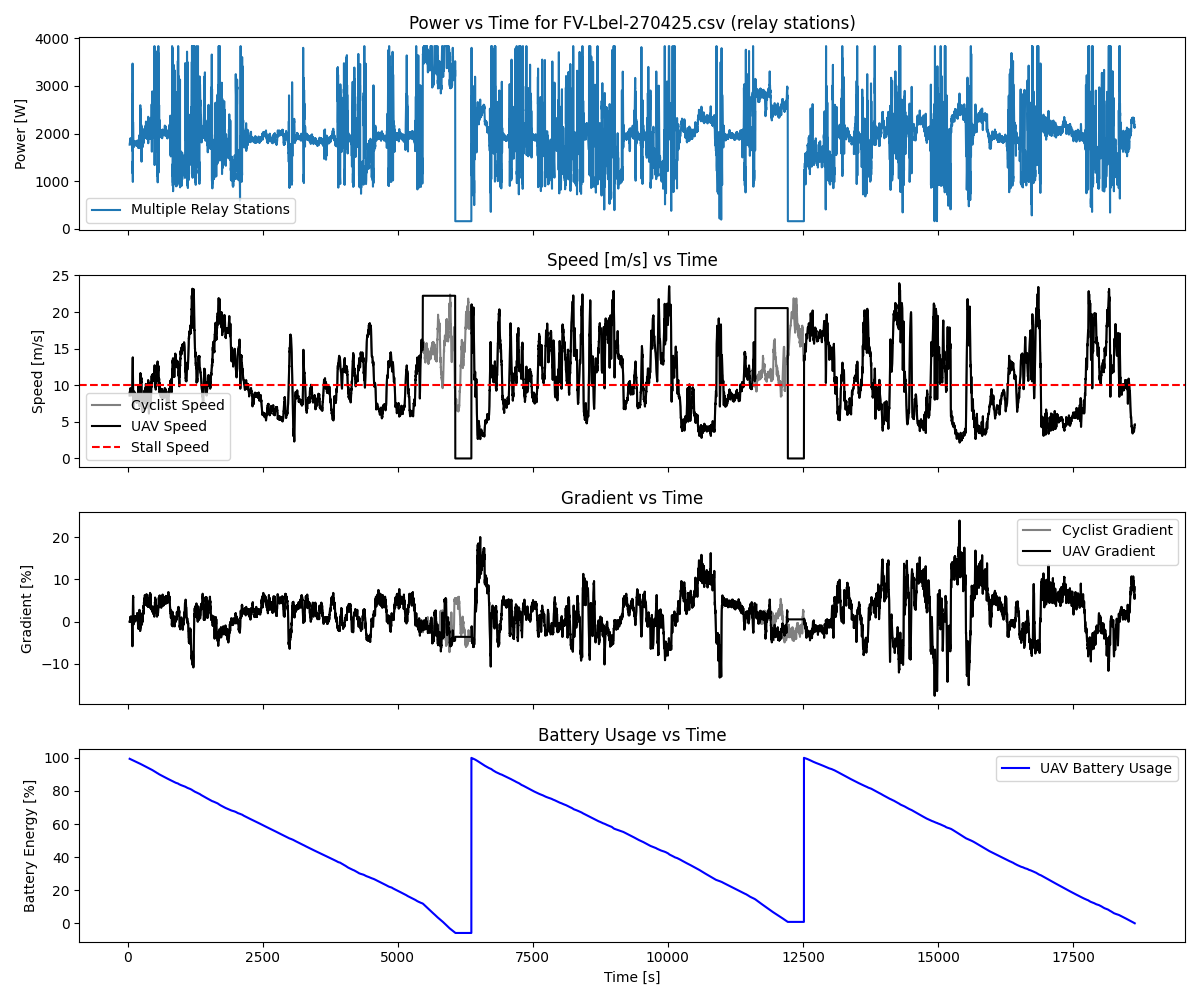 Power vs Time for FV-Lbel-270425.csv (relay stations)
4000
3000
2000
1000
0
Power [W]
Multiple Relay Stations
Speed [m/s] vs Time
25
20
15
10
5
0
Speed [m/s]
Cyclist Speed
UAV Speed
Stall Speed
Gradient vs Time
20
10
0
−10
Gradient [%]
Cyclist Gradient
UAV Gradient
Battery Usage vs Time
100
80
60
40
20
0
Battery Energy [%]
UAV Battery Usage
0 2500 5000 7500 10000 12500 15000 17500
Time [s]